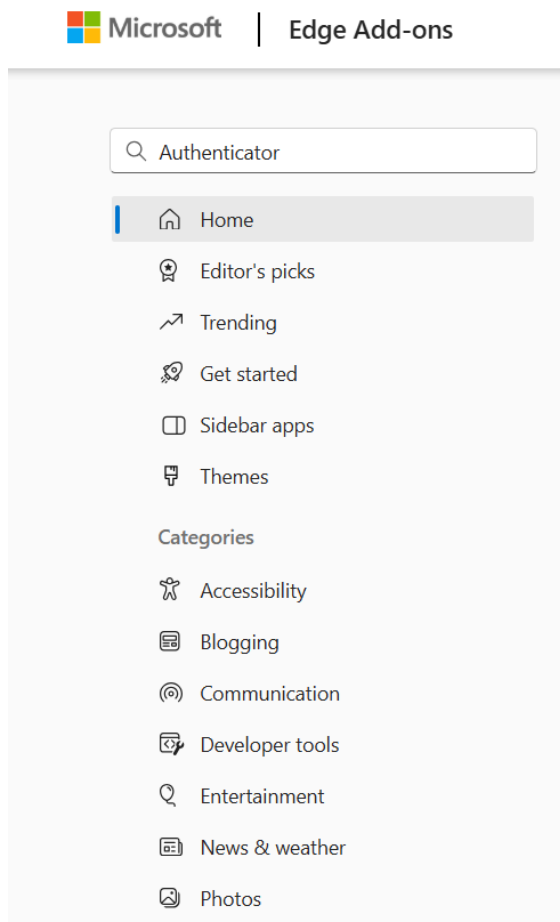 Microsoft | Edge Add-ons
Authenticator
Home
Editor's picks
Trending
Get started
Sidebar apps
Themes
Categories
Accessibility
Blogging
Communication
Developer tools
Entertainment
News & weather
Photos